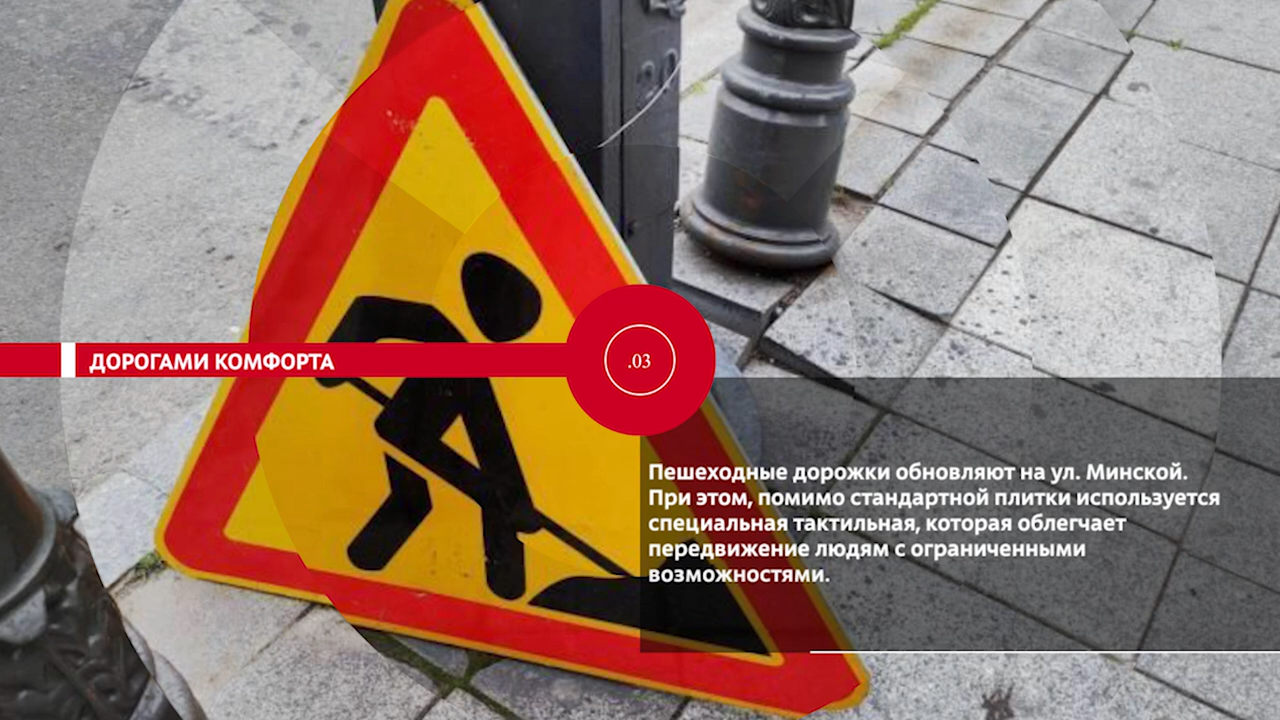 ДОРОГАМИ КОМФОРТА
.03
Пешеходные дорожки обновляют на ул. Минской.
При этом, помимо стандартной плитки используется
специальная тактильная, которая облегчает
передвижение людям с ограниченными
возможностями.